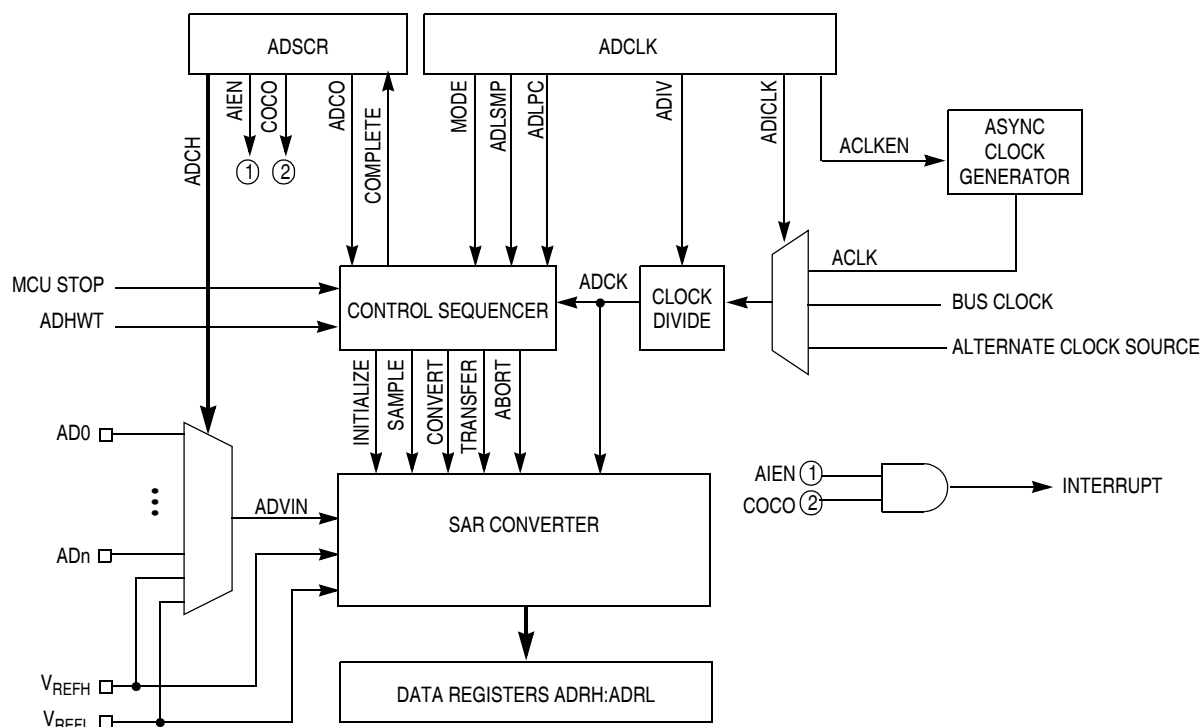 ADSCR
ADCLK
ADCH
AIEN
COCO
ADCO
COMPLETE
MODE
ADLSMP
ADLPC
ADIV
ADICLK
ACLKEN
ASYNC
CLOCK
GENERATOR
1
2
MCU STOP
ADHWT
CONTROL SEQUENCER
ADCK
CLOCK
DIVIDE
ACLK
BUS CLOCK
ALTERNATE CLOCK SOURCE
INITIALIZE
SAMPLE
CONVERT
TRANSFER
ABORT
AD0
•••
ADn
ADVIN
SAR CONVERTER
AIEN 1
COCO 2
INTERRUPT
VREFH
VREFL
DATA REGISTERS ADRH:ADRL